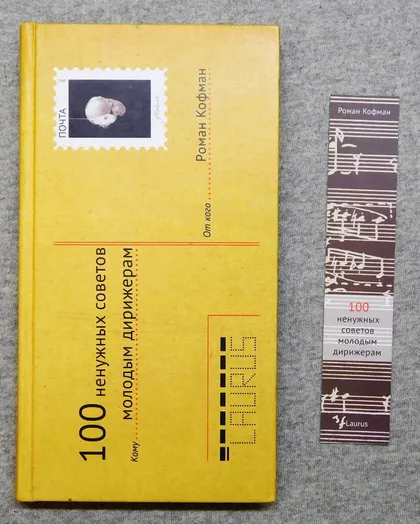 ПОЧТА
100 ненужных советов
Кому........молодым дирижерам.......
От кого........Роман Кофман
LAURUS
Роман Кофман
100
ненужных
советов
молодым
дирижерам
Laurus